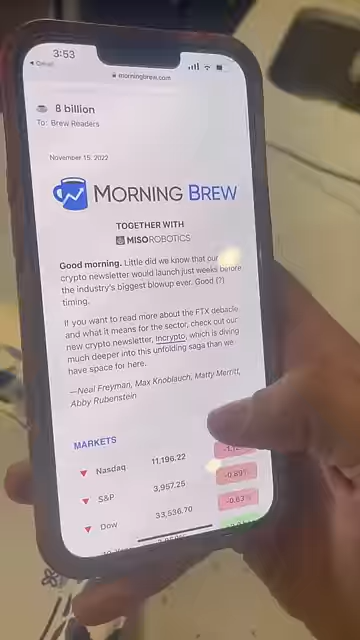 3:53
morningbrew.com
8 billion
To: Brew Readers
November 15, 2022
MORNING BREW
TOGETHER WITH
MISOROBOTICS
Good morning. Little did we know that our
crypto newsletter would launch just weeks before
the industry's biggest blowup ever. Good (?)
timing.
If you want to read more about the FTX debacle
and what it means for the sector, check out our
new crypto newsletter, Incrypto, which is diving
much deeper into this unfolding saga than we
have space for here.
—Neal Freyman, Max Knoblauch, Matty Merritt,
Abby Rubenstein
MARKETS
Nasdaq 11,196.22
S&P 3,957.25 -0.89%
Dow 33,536.70 -0.63%